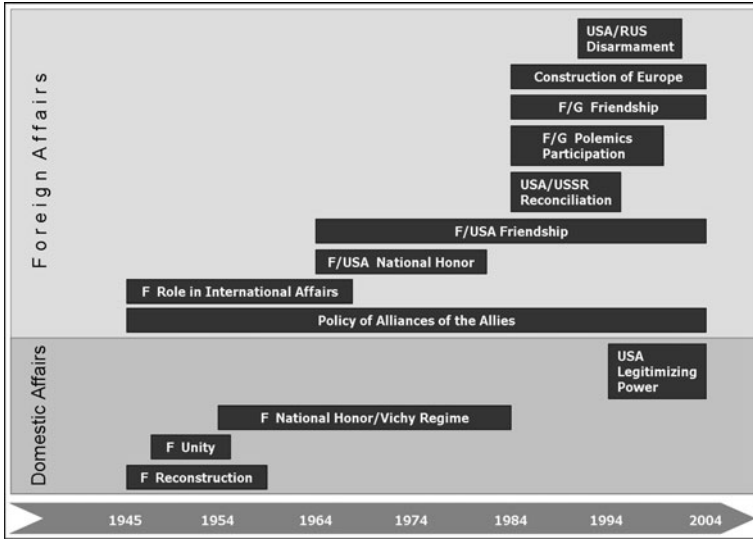 Foreign Affairs
USA/RUS
Disarmament
Construction of Europe
F/G Friendship
F/G Polemics
Participation
USA/USSR
Reconciliation
F/USA Friendship
F/USA National Honor
F Role in International Affairs
Policy of Alliances of the Allies
Domestic Affairs
USA
Legitimizing
Power
F National Honor/Vichy Regime
F Unity
F Reconstruction
1945 1954 1964 1974 1984 1994 2004